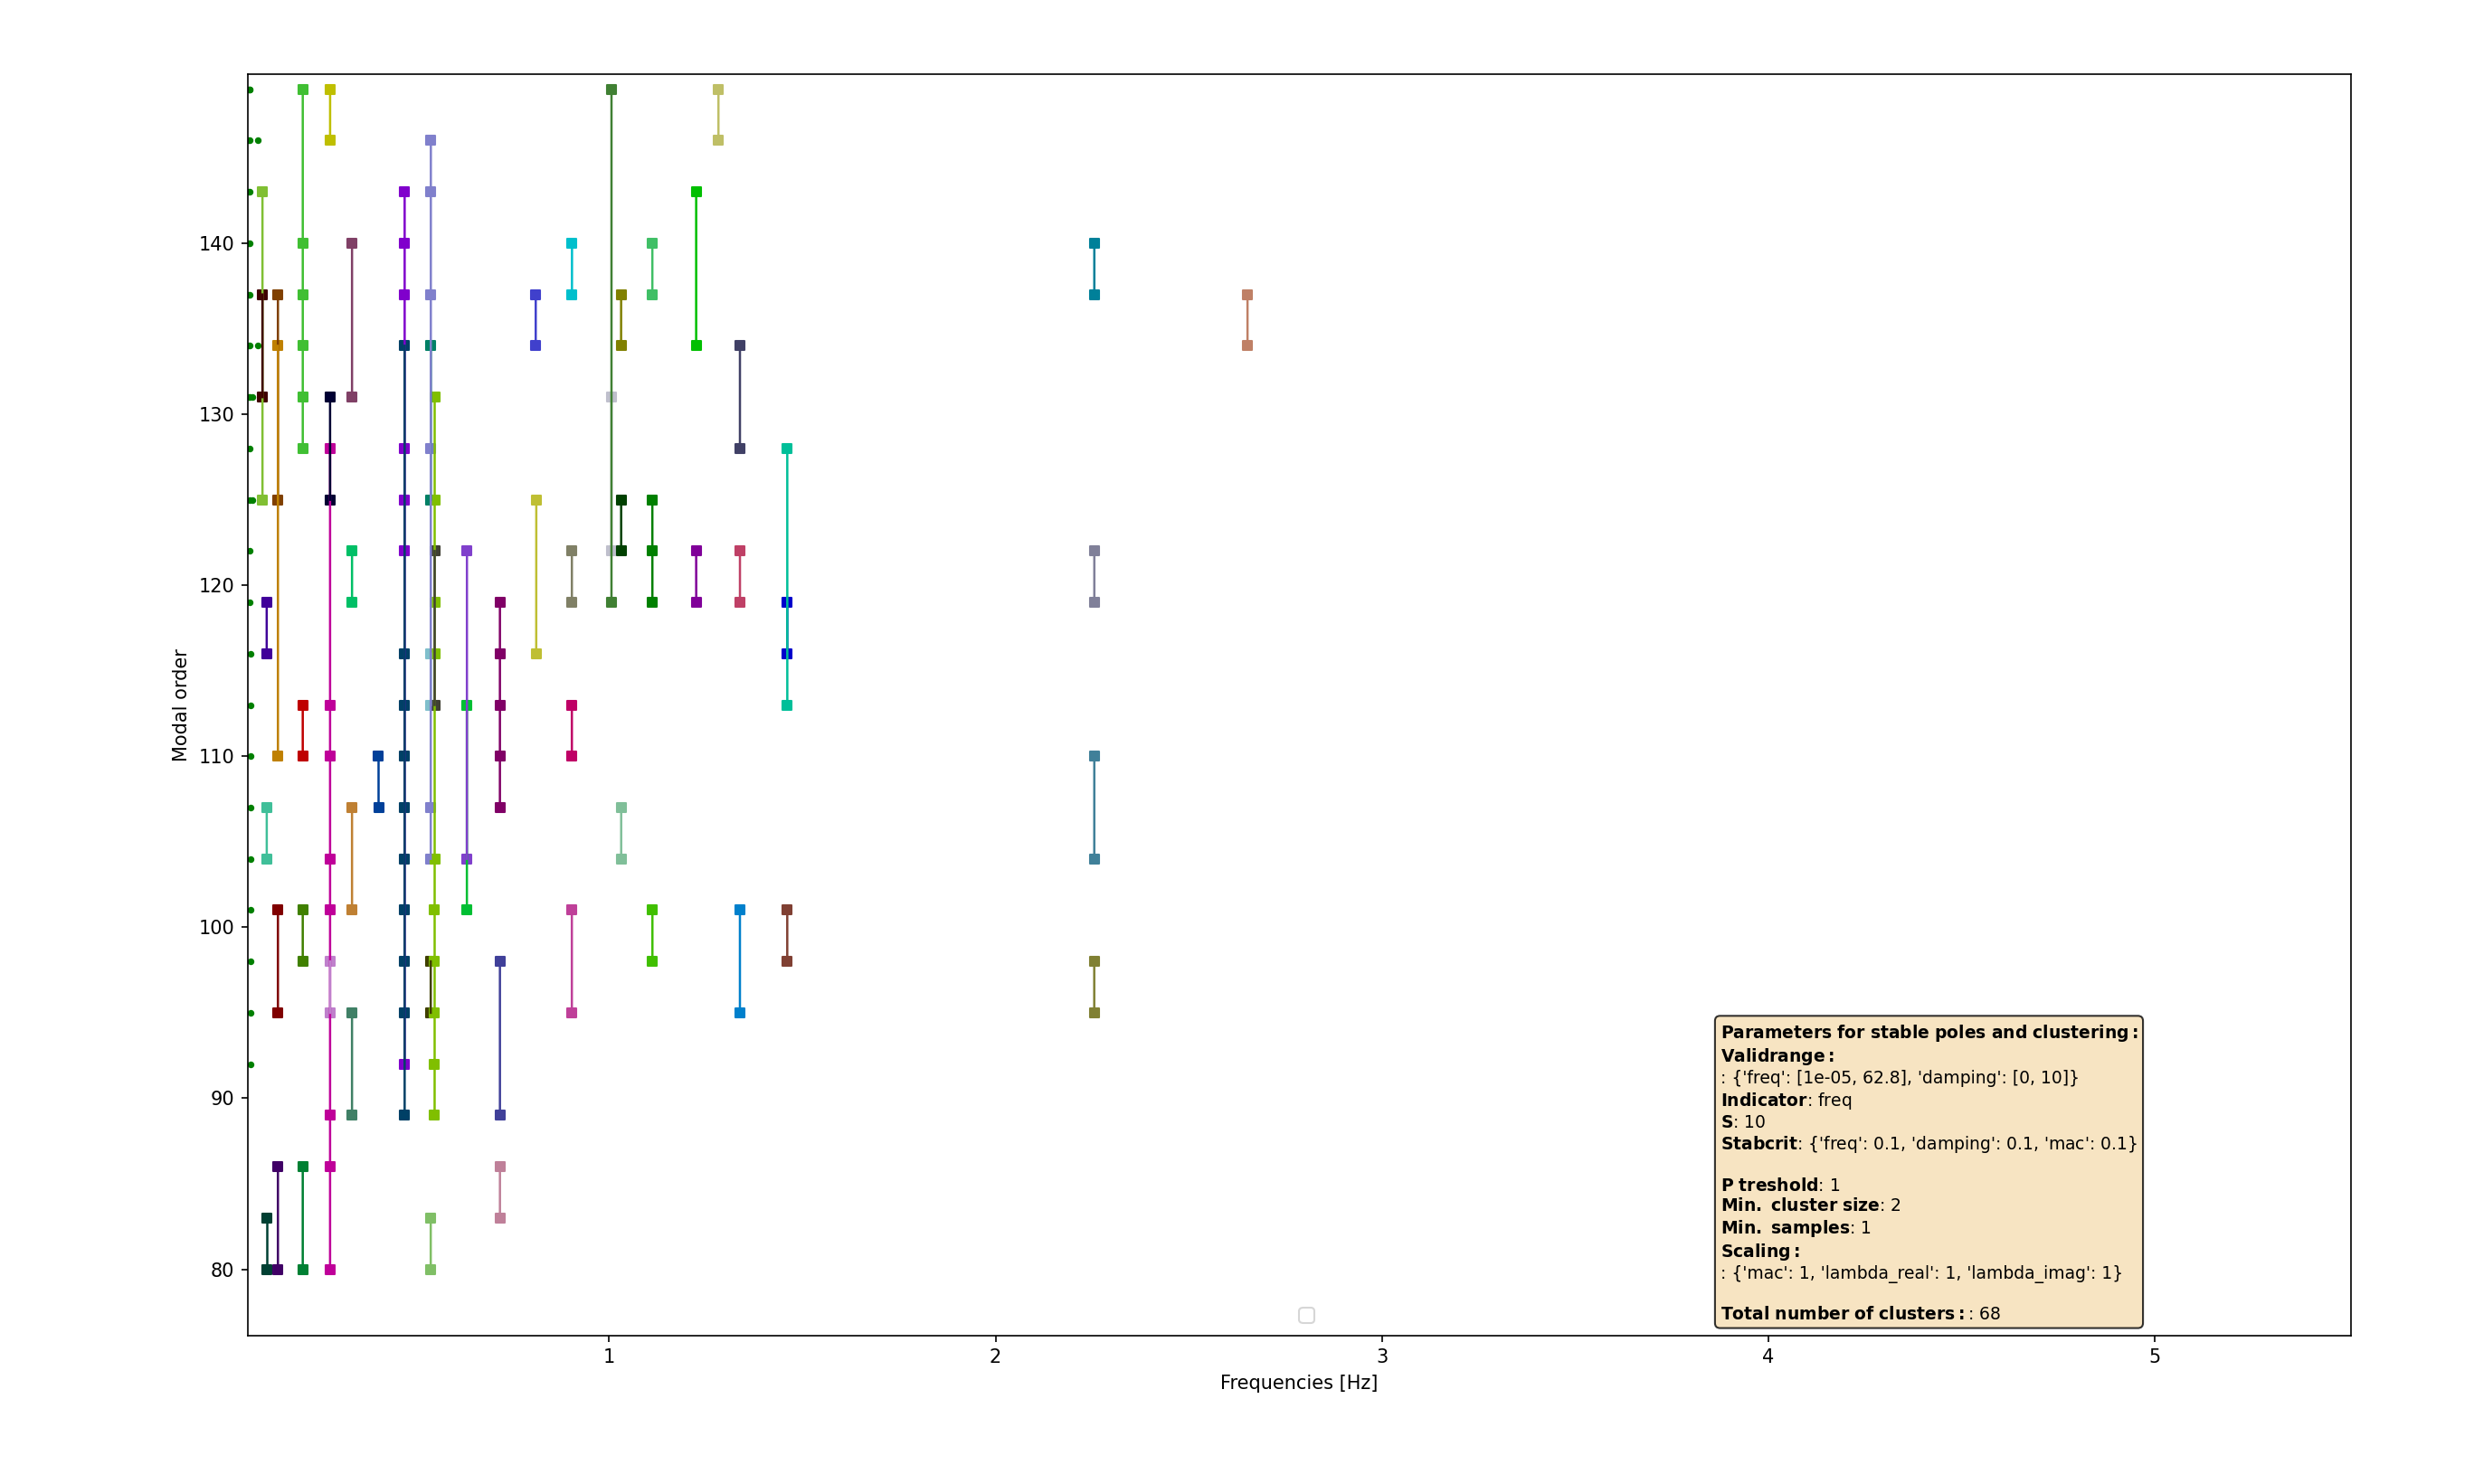 Modal order
140
130
120
110
100
90
80
1 2 3 4 5
Frequencies [Hz]
Parameters for stable poles and clustering:
Validrange:
: {'freq': [1e-05, 62.8], 'damping': [0, 10]}
Indicator: freq
S: 10
Stabcrit: {'freq': 0.1, 'damping': 0.1, 'mac': 0.1}
P treshold: 1
Min. cluster size: 2
Min. samples: 1
Scaling:
: {'mac': 1, 'lambda_real': 1, 'lambda_imag': 1}
Total number of clusters: : 68